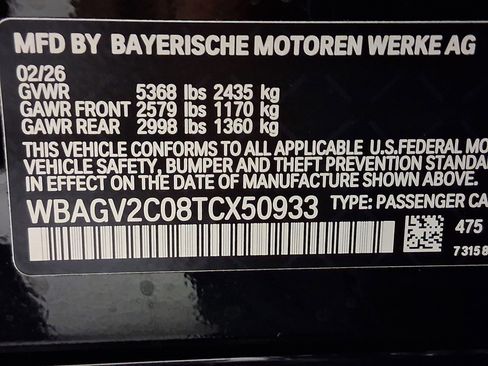 MFD BY BAYERISCHE MOTOREN WERKE AG
02/26
GVWR 5368 lbs 2435 kg
GAWR FRONT 2579 lbs 1170 kg
GAWR REAR 2998 lbs 1360 kg
THIS VEHICLE CONFORMS TO ALL APPLICABLE U.S.FEDERAL MO
VEHICLE SAFETY, BUMPER AND THEFT PREVENTION STANDA
IN EFFECT ON THE DATE OF MANUFACTURE SHOWN ABOVE.
WBAGV2C08TCX50933 TYPE: PASSENGER CA
475
7315 8